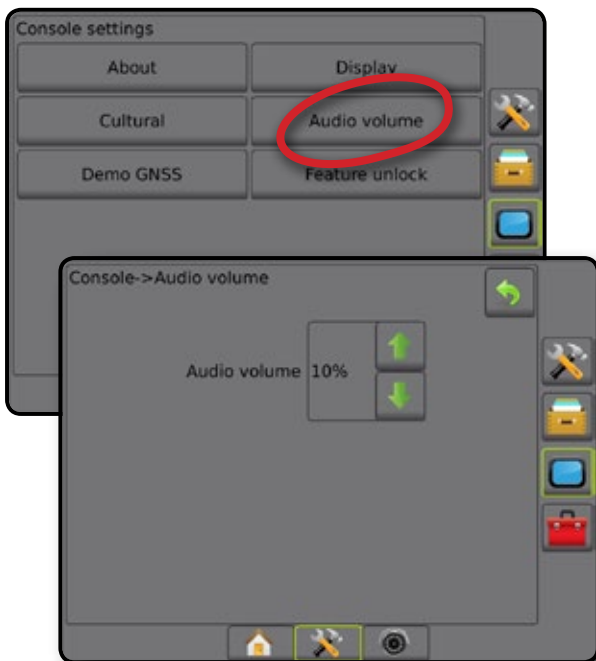 Console settings
About Display
Cultural Audio volume
Demo GNSS Feature unlock
Console->Audio volume
Audio volume 10%